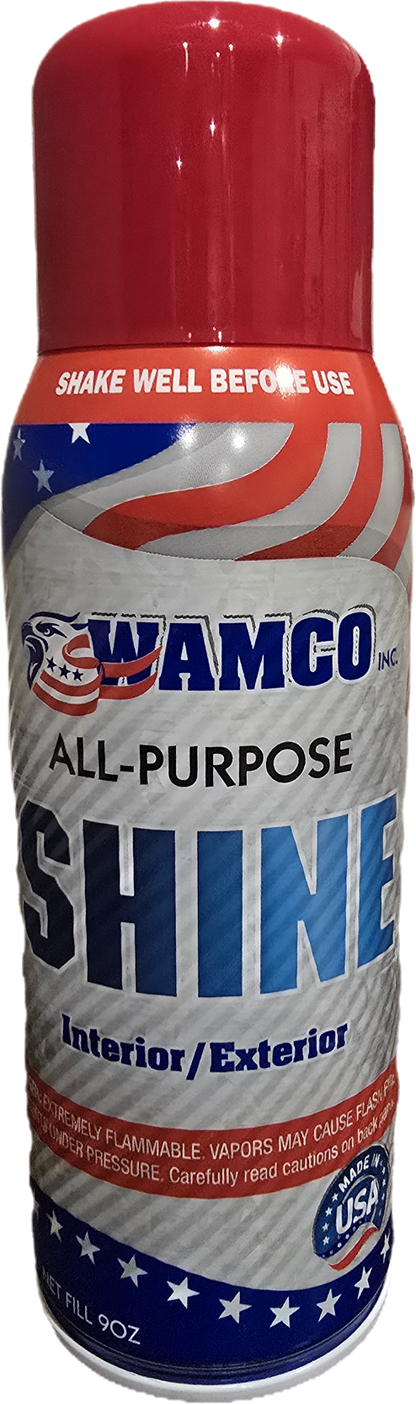 SHAKE WELL BEFORE USE
WAMCO INC.
ALL-PURPOSE
SHINE
Interior/Exterior
EXTREMELY FLAMMABLE. VAPORS MAY CAUSE FLASH
UNDER PRESSURE. Carefully read cautions on back
MADE IN
USA
NET FILL 9OZ